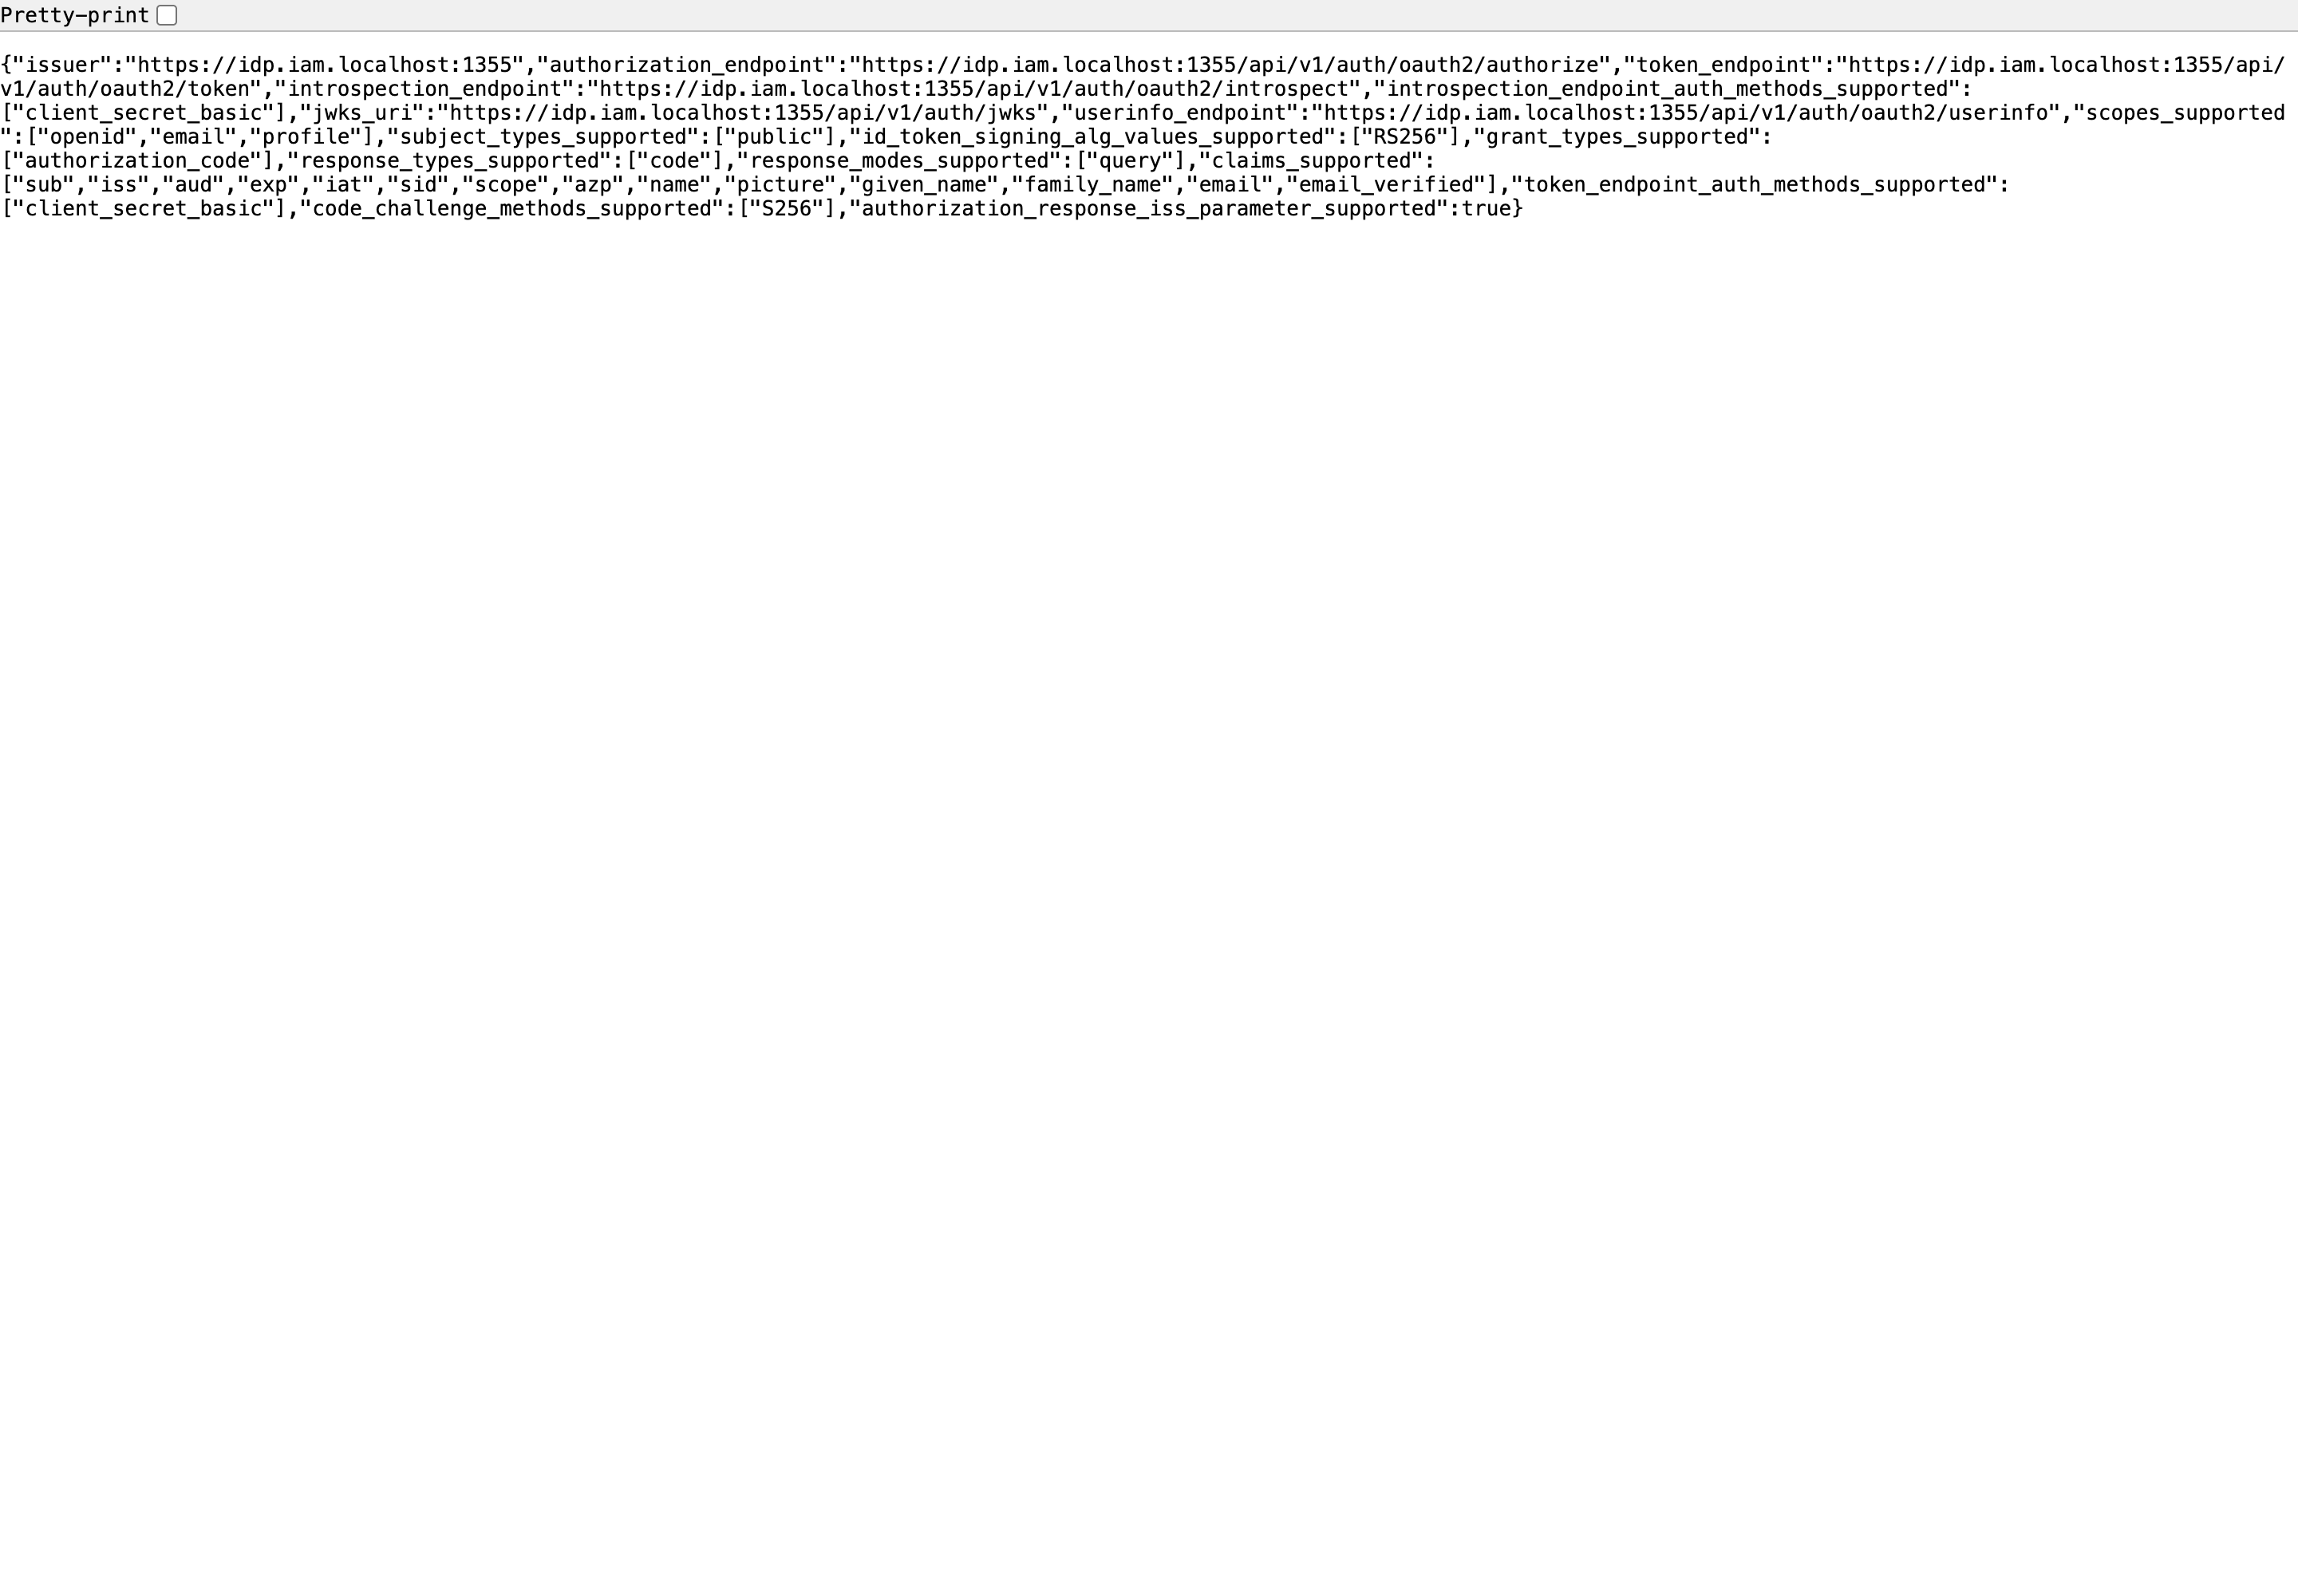 Pretty-print
{"issuer":"https://idp.iam.localhost:1355","authorization_endpoint":"https://idp.iam.localhost:1355/api/v1/auth/oauth2/authorize","token_endpoint":"https://idp.iam.localhost:1355/api/
v1/auth/oauth2/token","introspection_endpoint":"https://idp.iam.localhost:1355/api/v1/auth/oauth2/introspect","introspection_endpoint_auth_methods_supported":
["client_secret_basic"],"jwks_uri":"https://idp.iam.localhost:1355/api/v1/auth/jwks","userinfo_endpoint":"https://idp.iam.localhost:1355/api/v1/auth/oauth2/userinfo","scopes_supported
":["openid","email","profile"],"subject_types_supported":["public"],"id_token_signing_alg_values_supported":["RS256"],"grant_types_supported":
["authorization_code"],"response_types_supported":["code"],"response_modes_supported":["query"],"claims_supported":
["sub","iss","aud","exp","iat","sid","scope","azp","name","picture","given_name","family_name","email","email_verified"],"token_endpoint_auth_methods_supported":
["client_secret_basic"],"code_challenge_methods_supported":["S256"],"authorization_response_iss_parameter_supported":true}